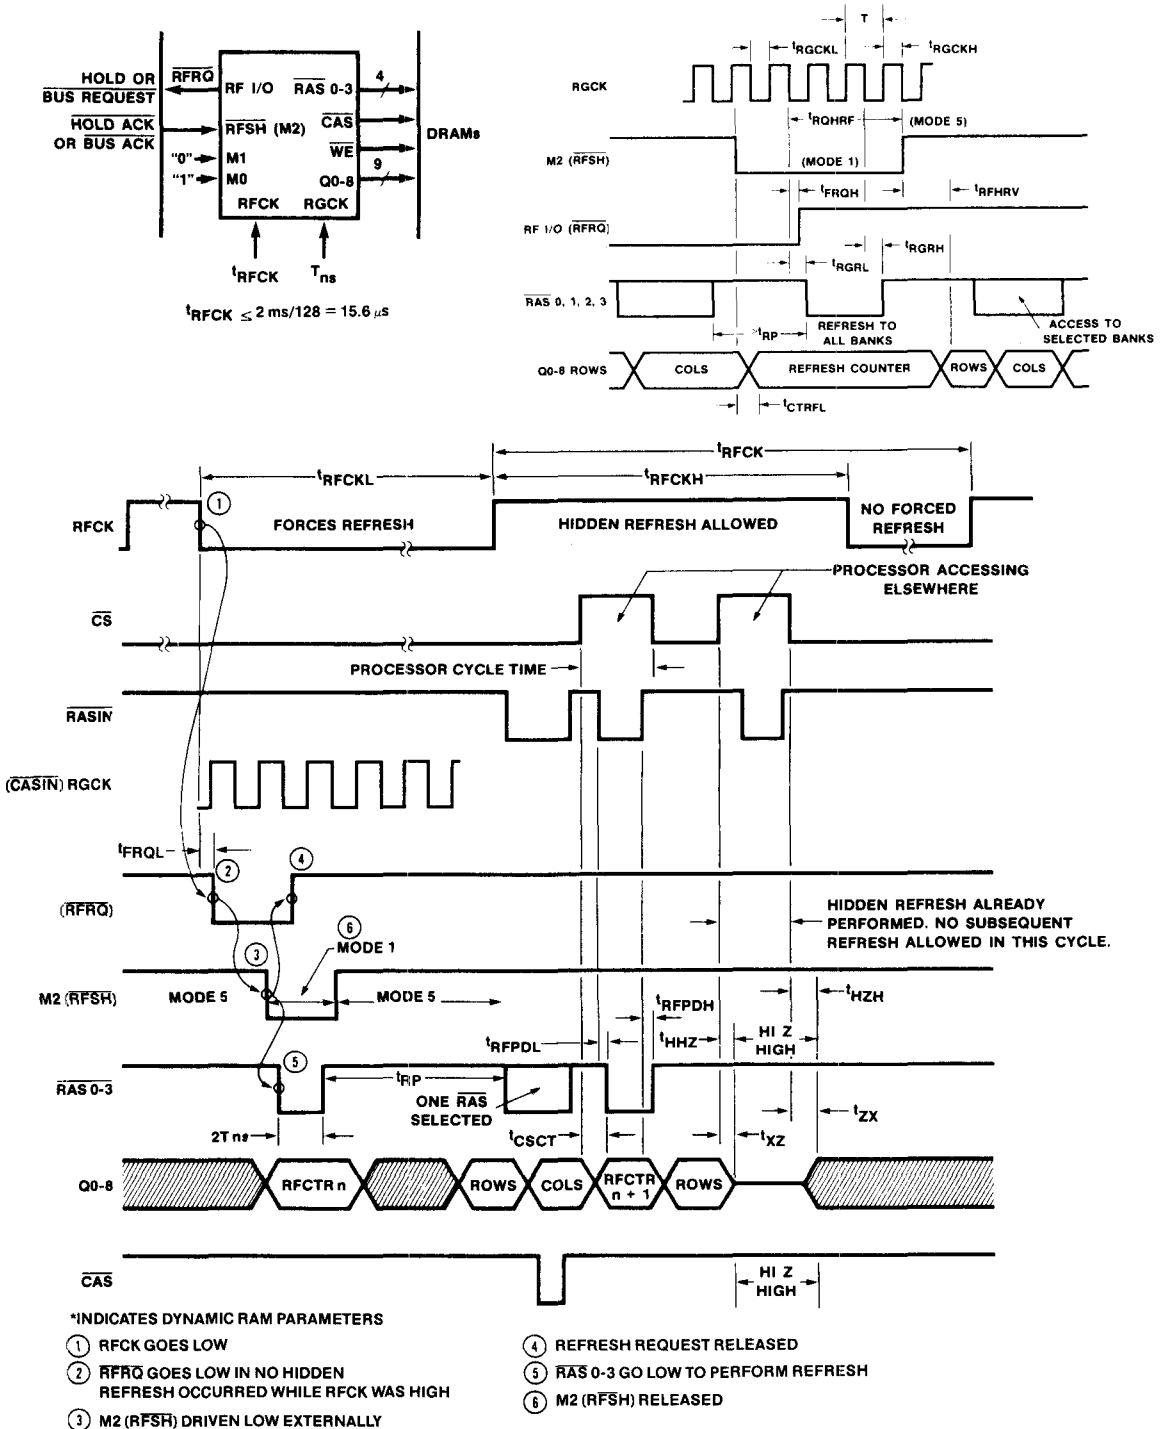 HOLD OR
BUS REQUEST
RFRQ
HOLD ACK
OR BUS ACK
"0"
"1"
RF I/O
RFSH (M2)
M1
M0
RFCK RGCK
RAS 0-3
CAS
WE
Q0-8
4
9
DRAMs
tRFCK
Tns
tRFCK ≤ 2 ms/128 = 15.6 μs
T
tRGCKL
tRGCKH
RGCK
tRQHRF
(MODE 5)
M2 (RFSH)
(MODE 1)
tFRQH
tRFHRV
RF I/O (RFRQ)
tRGRH
tRGRL
RAS 0, 1, 2, 3
*tRP
REFRESH TO
ALL BANKS
ACCESS TO
SELECTED BANKS
Q0-8 ROWS
COLS
REFRESH COUNTER
ROWS
COLS
tCTRFL
tRFCK
tRFCKL
tRFCKH
1
RFCK
FORCES REFRESH
HIDDEN REFRESH ALLOWED
NO FORCED
REFRESH
PROCESSOR ACCESSING
ELSEWHERE
CS
PROCESSOR CYCLE TIME
RASIN
(CASIN) RGCK
tFRQL
2
4
(RFRQ)
HIDDEN REFRESH ALREADY
PERFORMED. NO SUBSEQUENT
REFRESH ALLOWED IN THIS CYCLE.
6
MODE 1
3
M2 (RFSH)
MODE 5
MODE 5
tRFPDH
tHZH
tRFPDL
tHHZ
HI Z
HIGH
5
RAS 0-3
tRP
ONE RAS
SELECTED
tZX
2T ns
tCSCT
tXZ
Q0-8
RFCTR n
ROWS
COLS
RFCTR
n + 1
ROWS
CAS
HI Z
HIGH
*INDICATES DYNAMIC RAM PARAMETERS
1 RFCK GOES LOW
2 RFRQ GOES LOW IN NO HIDDEN
REFRESH OCCURRED WHILE RFCK WAS HIGH
3 M2 (RFSH) DRIVEN LOW EXTERNALLY
4 REFRESH REQUEST RELEASED
5 RAS 0-3 GO LOW TO PERFORM REFRESH
6 M2 (RFSH) RELEASED